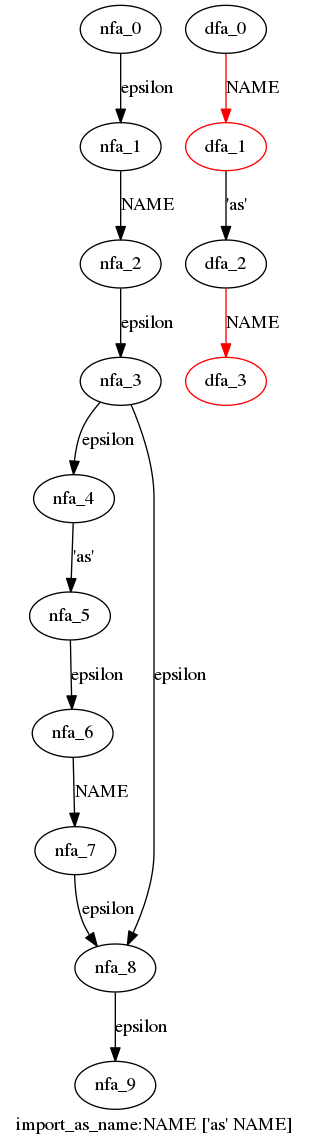 nfa_0 dfa_0
epsilon NAME
nfa_1 dfa_1
NAME 'as'
nfa_2 dfa_2
epsilon NAME
nfa_3 dfa_3
epsilon
nfa_4
'as'
nfa_5
epsilon epsilon
nfa_6
NAME
nfa_7
epsilon
nfa_8
epsilon
nfa_9
import_as_name:NAME ['as' NAME]